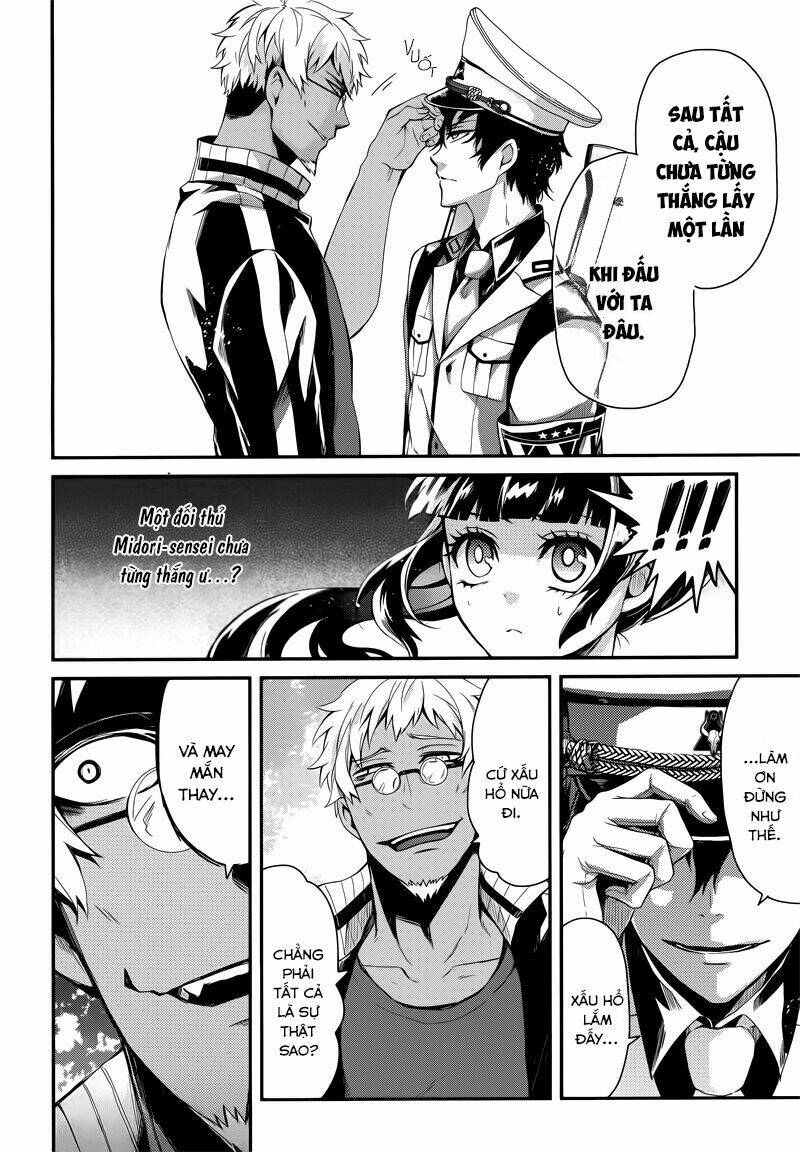 SAU TẤT
CẢ, CẬU
CHƯA TỪNG
THẮNG LẤY
MỘT LẦN
KHI ĐẤU
VỚI TA
ĐÂU.
VUỐT
!!!
Một đối thủ
Midori-sensei chưa
từng thắng ư...?
...LÀM
ƠN
ĐỪNG
NHƯ
THẾ.
XẤU HỔ
LẮM
ĐẤY...
CỨ XẤU
HỔ NỮA
ĐI.
CHẲNG
PHẢI
TẤT CẢ
LÀ SỰ
THẬT
SAO?
VÀ MAY
MẮN
THAY...